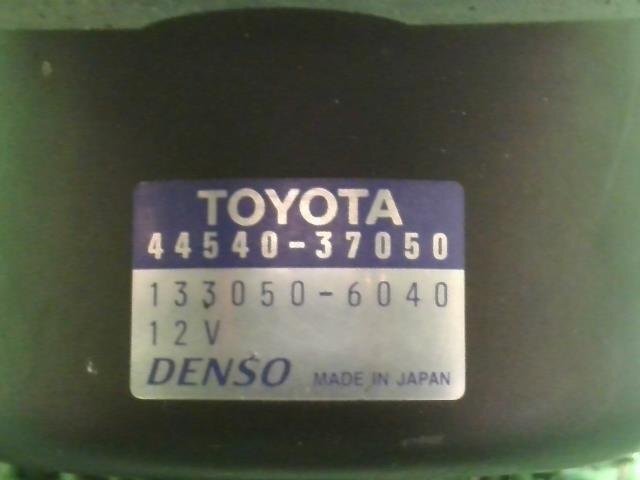 TOYOTA
44540-37050
133050-6040
12V
DENSO MADE IN JAPAN